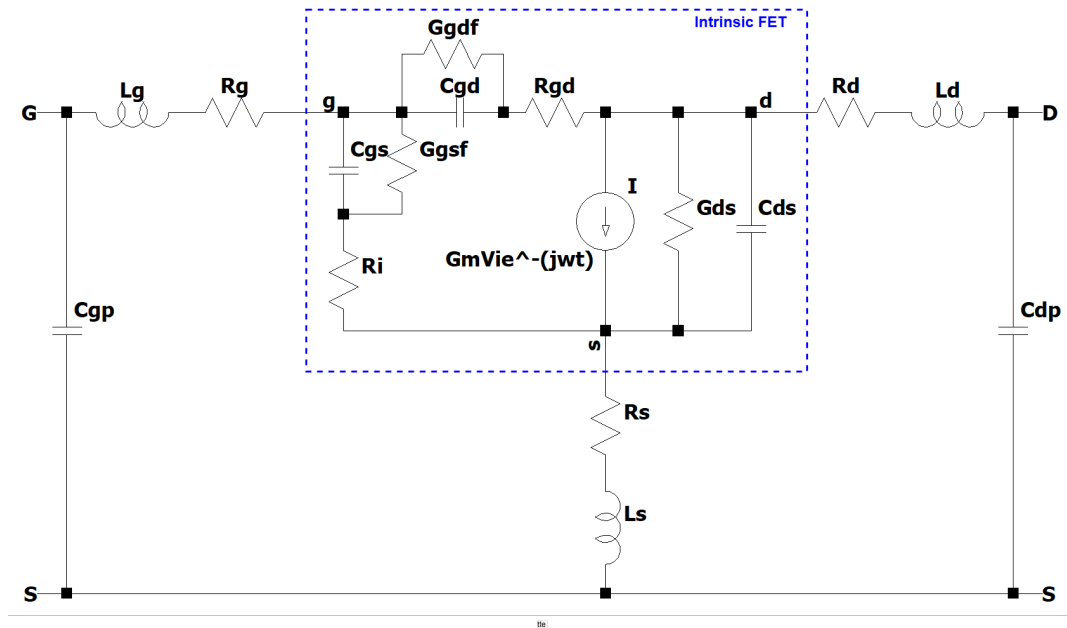 Intrinsic FET
Ggdf
Lg
Rg
Cgd
Rgd
Rd
Ld
G
g
d
D
Cgs
Ggsf
I
Gds
Cds
Ri
GmVie^-(jwt)
Cgp
Cdp
s
Rs
Ls
S
S
tte